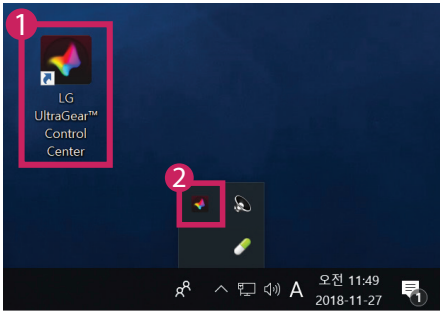 1
LG
UltraGear™
Control
Center
2
A
오전 11:49
2018-11-27
1